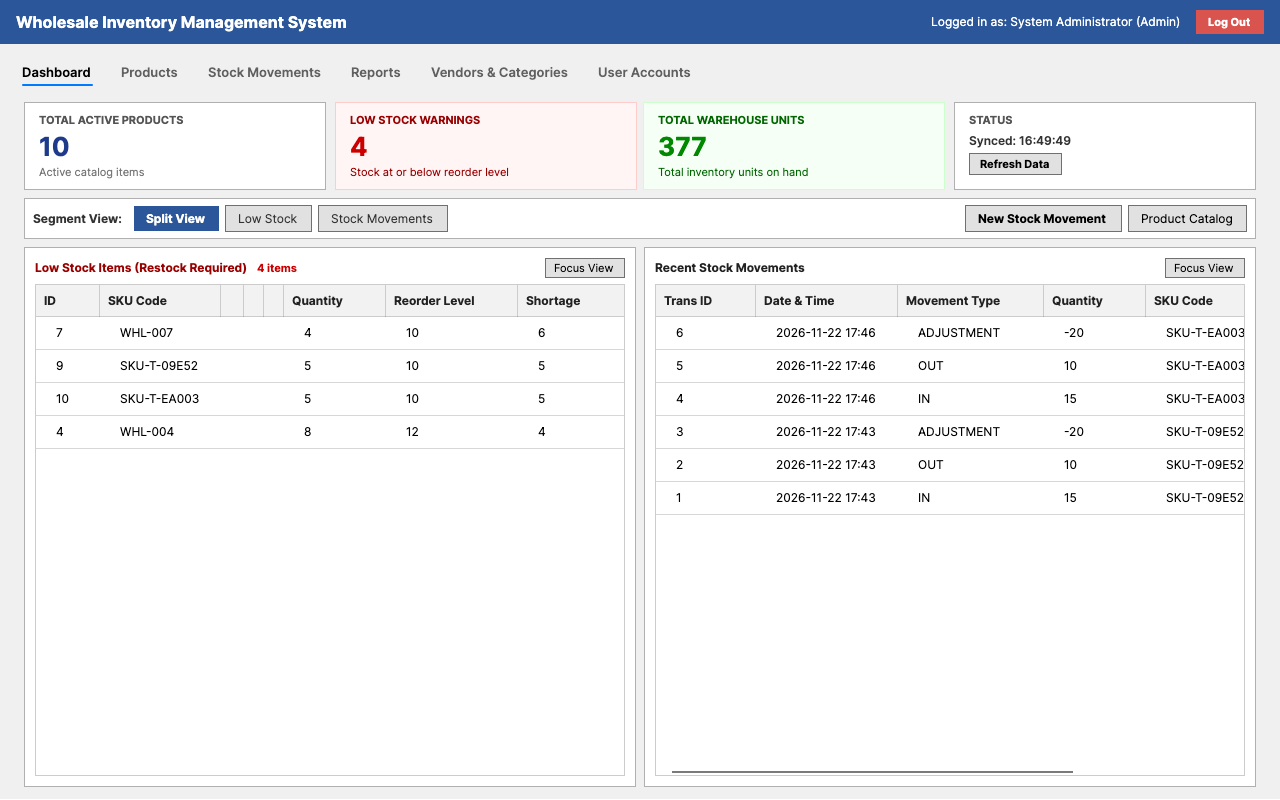 Wholesale Inventory Management System
Logged in as: System Administrator (Admin)
Log Out
Dashboard
Products
Stock Movements
Reports
Vendors & Categories
User Accounts
TOTAL ACTIVE PRODUCTS
10
Active catalog items
LOW STOCK WARNINGS
4
Stock at or below reorder level
TOTAL WAREHOUSE UNITS
377
Total inventory units on hand
STATUS
Synced: 16:49:49
Refresh Data
Segment View:
Split View
Low Stock
Stock Movements
New Stock Movement
Product Catalog
Low Stock Items (Restock Required) 4 items
Focus View
ID SKU Code Quantity Reorder Level Shortage
7 WHL-007 4 10 6
9 SKU-T-09E52 5 10 5
10 SKU-T-EA003 5 10 5
4 WHL-004 8 12 4
Recent Stock Movements
Focus View
Trans ID Date & Time Movement Type Quantity SKU Code
6 2026-11-22 17:46 ADJUSTMENT -20 SKU-T-EA003
5 2026-11-22 17:46 OUT 10 SKU-T-EA003
4 2026-11-22 17:46 IN 15 SKU-T-EA003
3 2026-11-22 17:43 ADJUSTMENT -20 SKU-T-09E52
2 2026-11-22 17:43 OUT 10 SKU-T-09E52
1 2026-11-22 17:43 IN 15 SKU-T-09E52